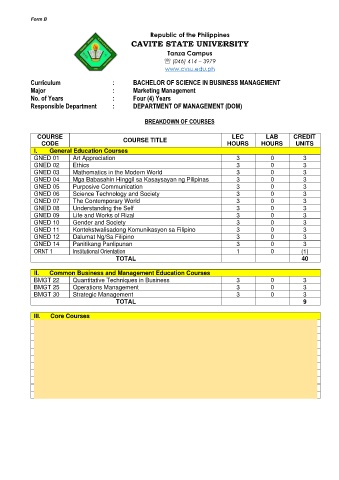 Form B
Republic of the Philippines
CAVITE STATE UNIVERSITY
Tanza Campus
☏ (046) 414 – 3979
www.cvsu.edu.ph
Curriculum : BACHELOR OF SCIENCE IN BUSINESS MANAGEMENT
Major : Marketing Management
No. of Years : Four (4) Years
Responsible Department : DEPARTMENT OF MANAGEMENT (DOM)
BREAKDOWN OF COURSES
COURSE CODE COURSE TITLE LEC HOURS LAB HOURS CREDIT UNITS
I. General Education Courses
GNED 01 Art Appreciation 3 0 3
GNED 02 Ethics 3 0 3
GNED 03 Mathematics in the Modern World 3 0 3
GNED 04 Mga Babasahin Hinggil sa Kasaysayan ng Pilipinas 3 0 3
GNED 05 Purposive Communication 3 0 3
GNED 06 Science Technology and Society 3 0 3
GNED 07 The Contemporary World 3 0 3
GNED 08 Understanding the Self 3 0 3
GNED 09 Life and Works of Rizal 3 0 3
GNED 10 Gender and Society 3 0 3
GNED 11 Kontekstwalisadong Komunikasyon sa Filipino 3 0 3
GNED 12 Dalumat Ng/Sa Filipino 3 0 3
GNED 14 Panitikang Panlipunan 3 0 3
ORNT 1 Institutional Orientation 1 0 (1)
TOTAL 40
II. Common Business and Management Education Courses
BMGT 22 Quantitative Techniques in Business 3 0 3
BMGT 25 Operations Management 3 0 3
BMGT 30 Strategic Management 3 0 3
TOTAL 9
III. Core Courses